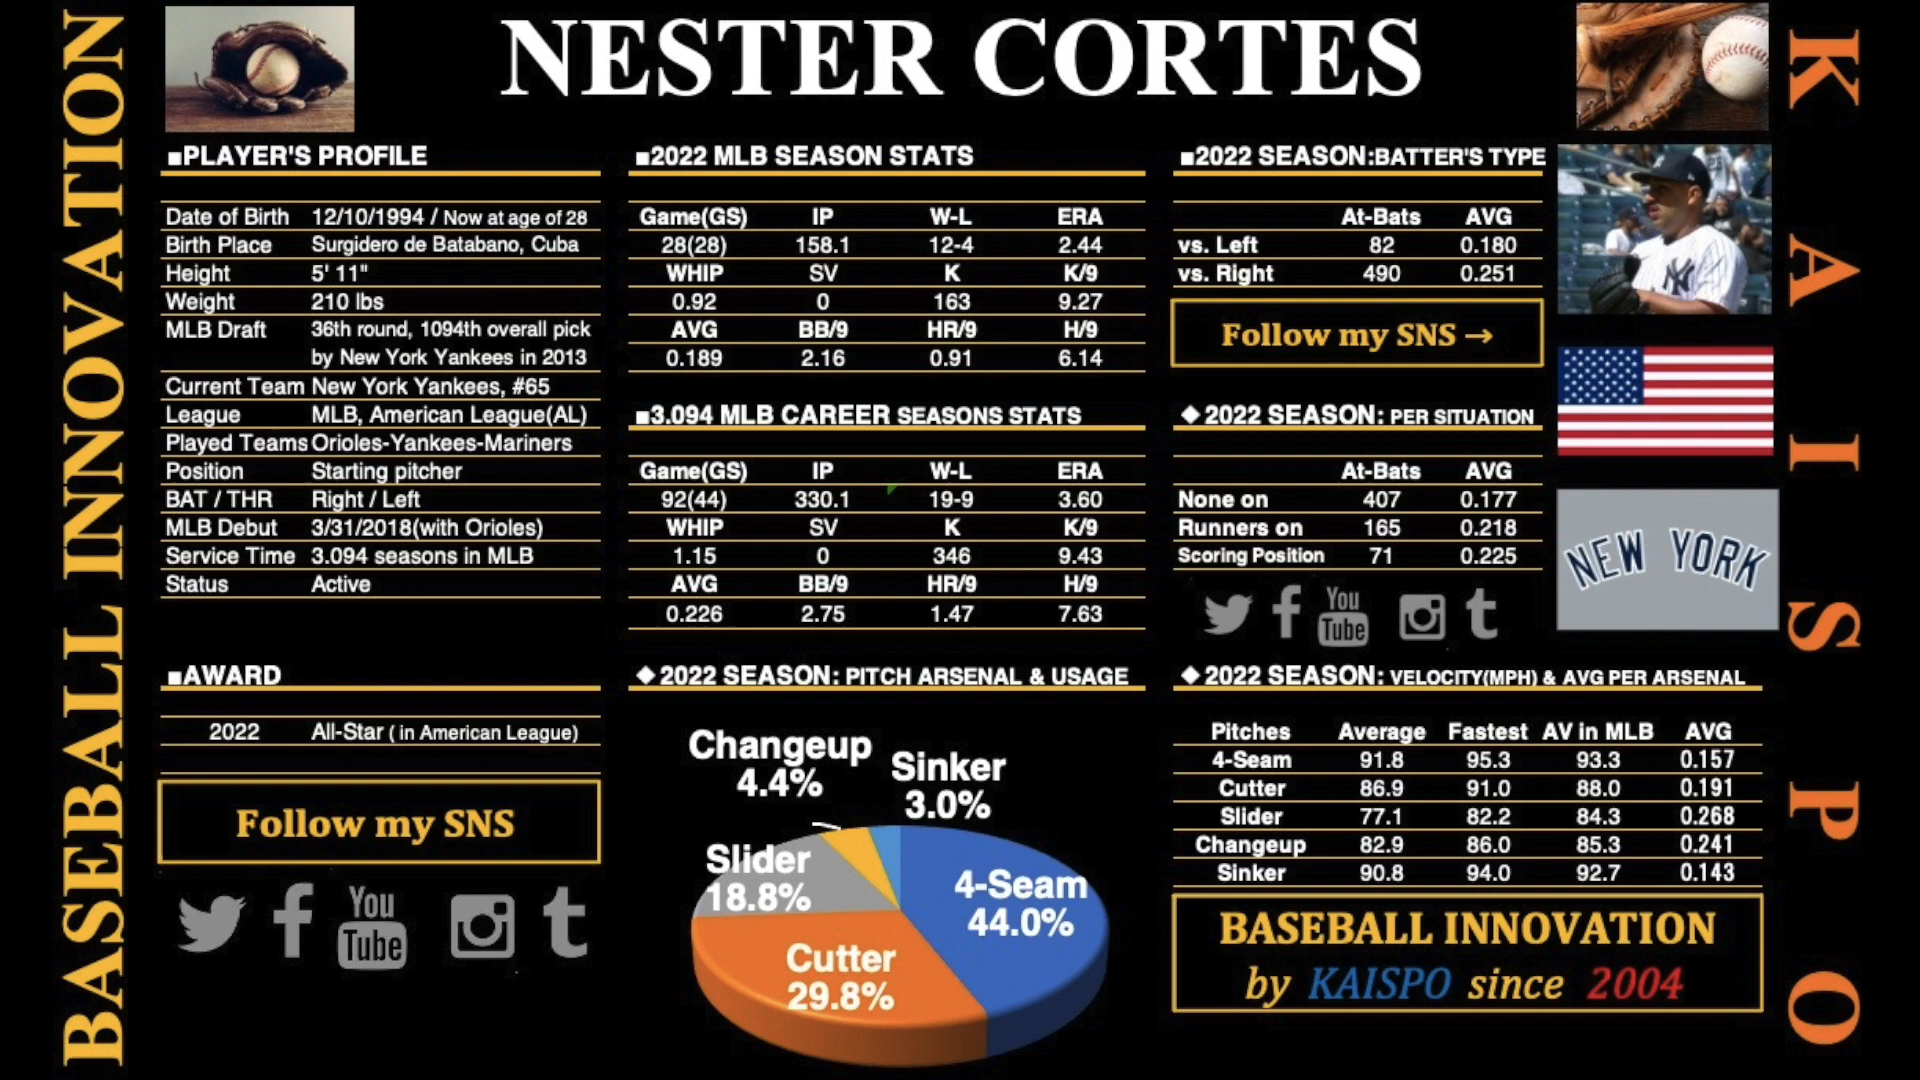 BASEBALL INNOVATION
NESTER CORTES
KAISPO
■PLAYER'S PROFILE
Date of Birth 12/10/1994 / Now at age of 28
Birth Place Surgidero de Batabano, Cuba
Height 5' 11"
Weight 210 lbs
MLB Draft 36th round, 1094th overall pick
by New York Yankees in 2013
Current Team New York Yankees, #65
League MLB, American League(AL)
Played Teams Orioles-Yankees-Mariners
Position Starting pitcher
BAT / THR Right / Left
MLB Debut 3/31/2018(with Orioles)
Service Time 3.094 seasons in MLB
Status Active
■AWARD
2022 All-Star ( in American League)
Follow my SNS
You
Tube
■2022 MLB SEASON STATS
Game(GS) IP W-L ERA
28(28) 158.1 12-4 2.44
WHIP SV K K/9
0.92 0 163 9.27
AVG BB/9 HR/9 H/9
0.189 2.16 0.91 6.14
■3.094 MLB CAREER SEASONS STATS
Game(GS) IP W-L ERA
92(44) 330.1 19-9 3.60
WHIP SV K K/9
1.15 0 346 9.43
AVG BB/9 HR/9 H/9
0.226 2.75 1.47 7.63
◆2022 SEASON: PITCH ARSENAL & USAGE
Changeup
4.4%
Sinker
3.0%
Slider
18.8%
4-Seam
44.0%
Cutter
29.8%
■2022 SEASON:BATTER'S TYPE
At-Bats AVG
vs. Left 82 0.180
vs. Right 490 0.251
Follow my SNS →
◆2022 SEASON: PER SITUATION
At-Bats AVG
None on 407 0.177
Runners on 165 0.218
Scoring Position 71 0.225
You
Tube
NEW YORK
◆2022 SEASON: VELOCITY(MPH) & AVG PER ARSENAL
Pitches Average Fastest AV in MLB AVG
4-Seam 91.8 95.3 93.3 0.157
Cutter 86.9 91.0 88.0 0.191
Slider 77.1 82.2 84.3 0.268
Changeup 82.9 86.0 85.3 0.241
Sinker 90.8 94.0 92.7 0.143
BASEBALL INNOVATION
by KAISPO since 2004